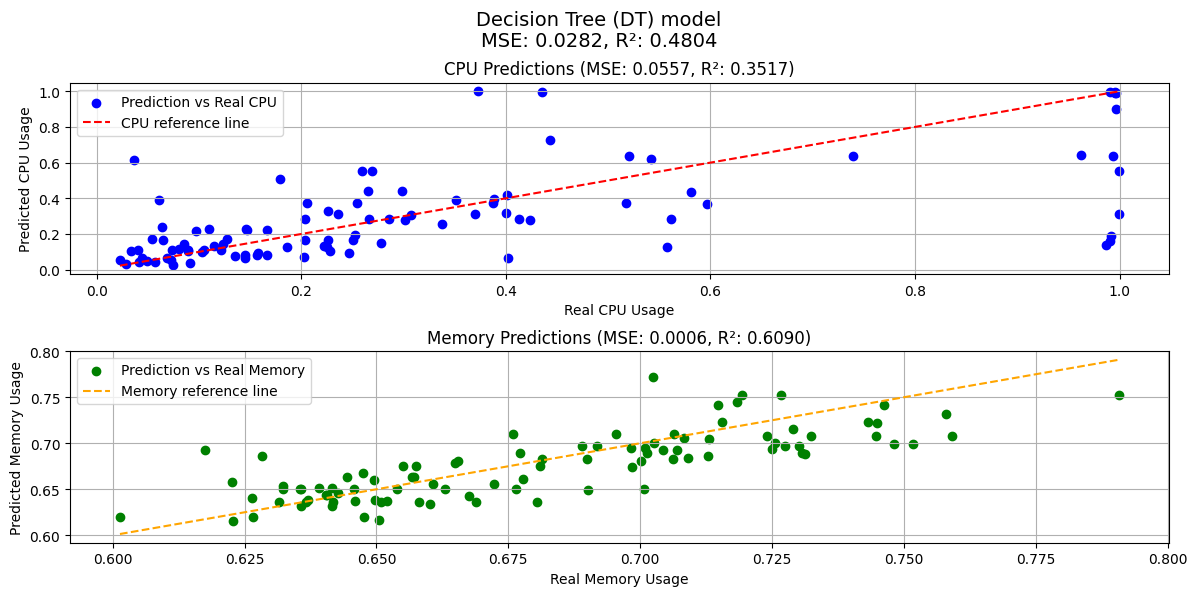 Decision Tree (DT) model
MSE: 0.0282, R²: 0.4804
CPU Predictions (MSE: 0.0557, R²: 0.3517)
Predicted CPU Usage
1.0
0.8
0.6
0.4
0.2
0.0
Prediction vs Real CPU
CPU reference line
0.0 0.2 0.4 0.6 0.8 1.0
Real CPU Usage
Memory Predictions (MSE: 0.0006, R²: 0.6090)
Predicted Memory Usage
0.80
0.75
0.70
0.65
0.60
Prediction vs Real Memory
Memory reference line
0.600 0.625 0.650 0.675 0.700 0.725 0.750 0.775 0.800
Real Memory Usage